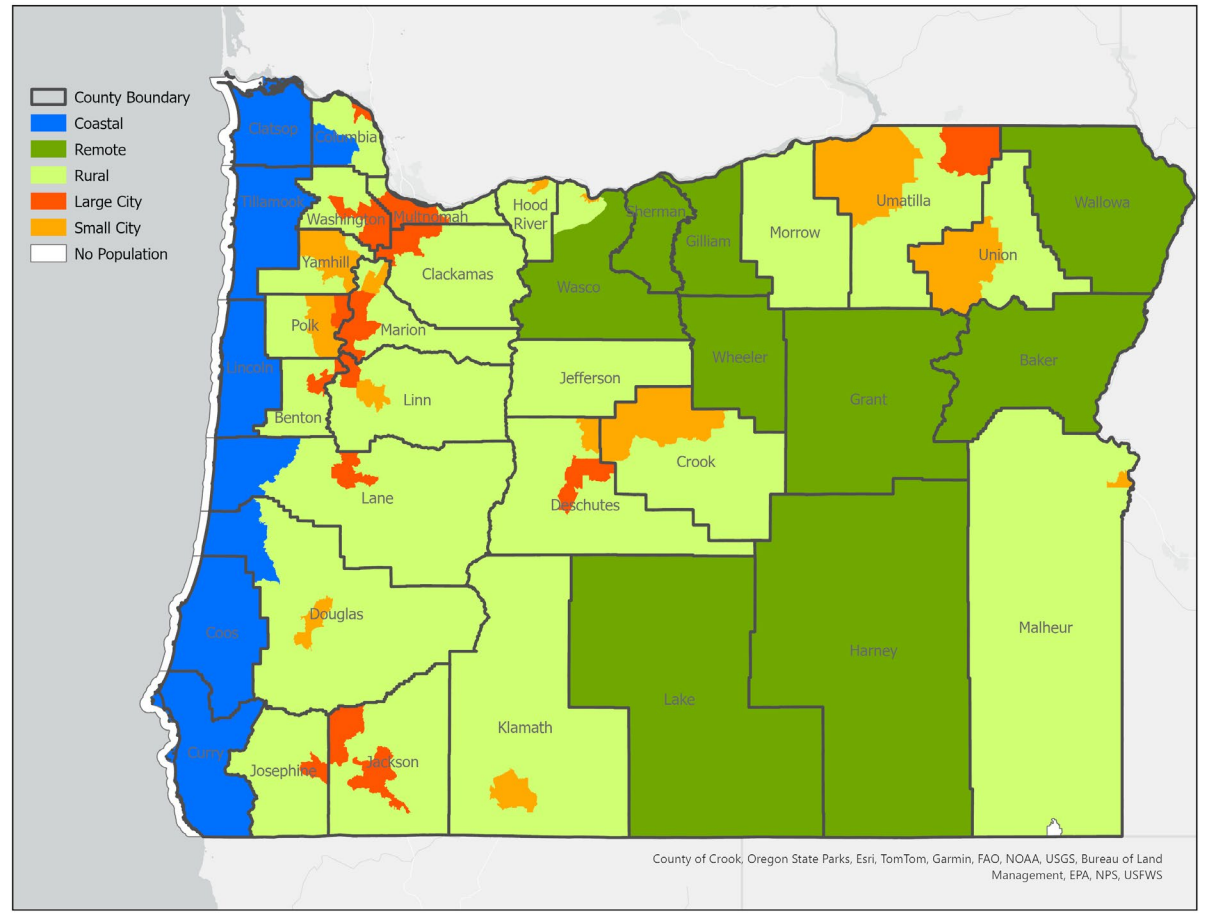 County Boundary
Coastal
Remote
Rural
Large City
Small City
No Population
Clatsop
Columbia
Tillamook
Washington
Multnomah
Hood
River
Sherman
Gilliam
Morrow
Umatilla
Wallowa
Union
Yamhill
Clackamas
Wasco
Polk
Marion
Lincoln
Jefferson
Wheeler
Grant
Baker
Benton
Linn
Crook
Lane
Deschutes
Coos
Douglas
Malheur
Harney
Lake
Klamath
Curry
Josephine
Jackson
County of Crook, Oregon State Parks, Esri, TomTom, Garmin, FAO, NOAA, USGS, Bureau of Land
Management, EPA, NPS, USFWS